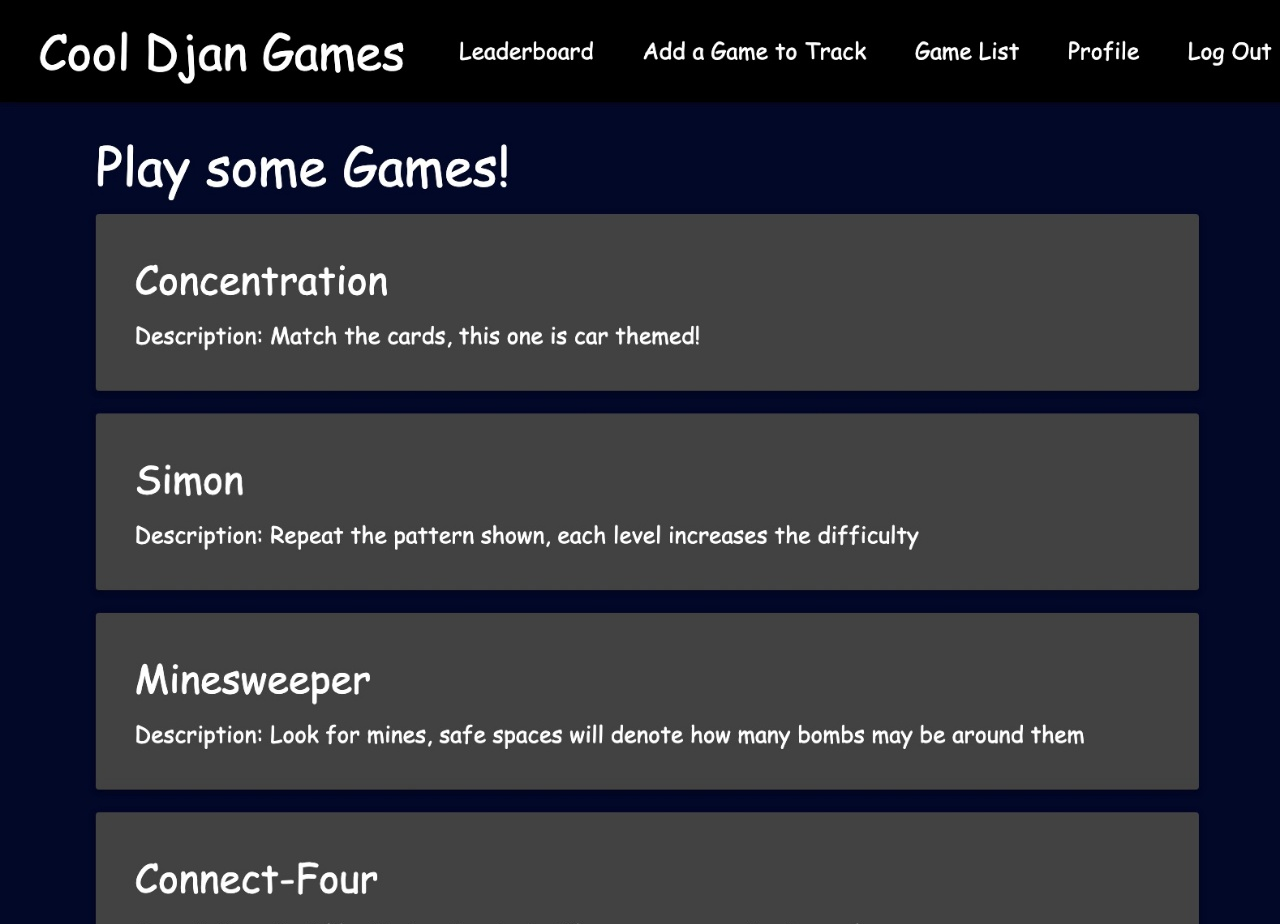 Cool Djan Games Leaderboard Add a Game to Track Game List Profile Log Out
Play some Games!
Concentration
Description: Match the cards, this one is car themed!
Simon
Description: Repeat the pattern shown, each level increases the difficulty
Minesweeper
Description: Look for mines, safe spaces will denote how many bombs may be around them
Connect-Four